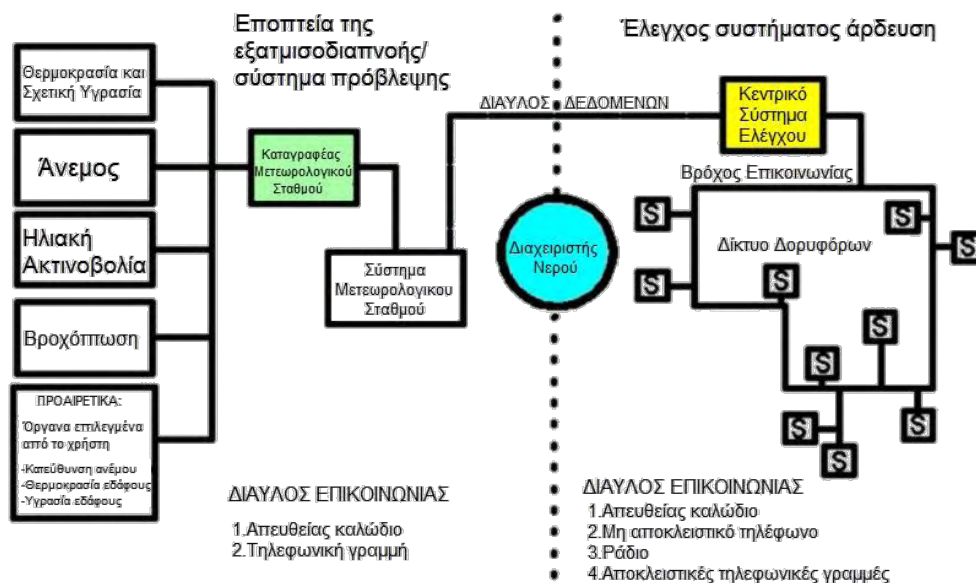 Εποπτεία της
εξατμισοδιαπνοής/
σύστημα πρόβλεψης
Έλεγχος συστήματος άρδευση
Θερμοκρασία και
Σχετική Υγρασία
Άνεμος
Ηλιακή
Ακτινοβολία
Βροχόπτωση
ΠΡΟΑΙΡΕΤΙΚΑ:
Όργανα επιλεγμένα
από το χρήστη
-Κατεύθυνση ανέμου
-Θερμοκρασία εδάφους
-Υγρασία εδάφους
Καταγραφέας
Μετεωρολογικού
Σταθμού
Σύστημα
Μετεωρολογικου
Σταθμού
ΔΙΑΥΛΟΣ ΔΕΔΟΜΕΝΩΝ
Διαχειριστής
Νερού
Κεντρικό
Σύστημα
Ελέγχου
Βρόχος Επικοινωνίας
Δίκτυο Δορυφόρων
S
S
S
S
S
S
S
S
S
S
ΔΙΑΥΛΟΣ ΕΠΙΚΟΙΝΩΝΙΑΣ
1.Απευθείας καλώδιο
2.Τηλεφωνική γραμμή
ΔΙΑΥΛΟΣ ΕΠΙΚΟΙΝΩΝΙΑΣ
1.Απευθείας καλώδιο
2.Μη αποκλειστικό τηλέφωνο
3.Ράδιο
4.Αποκλειστικές τηλεφωνικές γραμμές